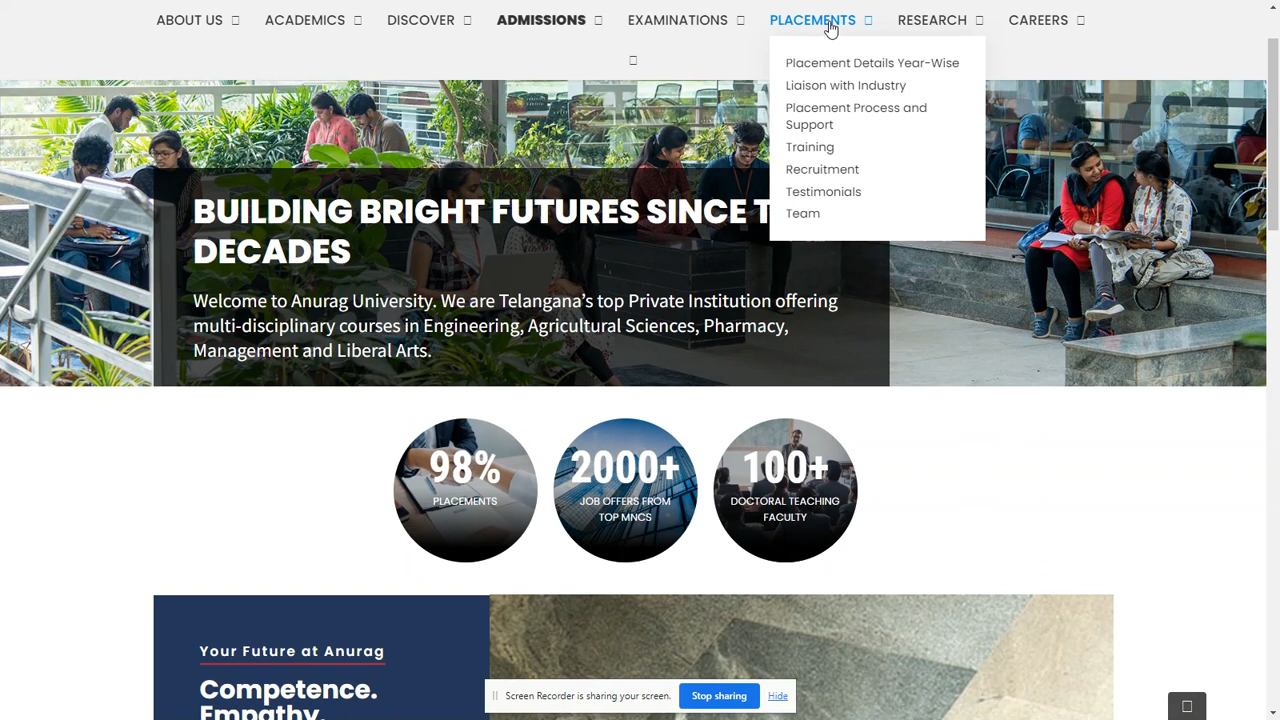 ABOUT US
ACADEMICS
DISCOVER
ADMISSIONS
EXAMINATIONS
PLACEMENTS
RESEARCH
CAREERS
Placement Details Year-Wise
Liaison with Industry
Placement Process and
Support
Training
Recruitment
Testimonials
Team
BUILDING BRIGHT FUTURES SINCE
DECADES
Welcome to Anurag University. We are Telangana’s top Private Institution offering
multi-disciplinary courses in Engineering, Agricultural Sciences, Pharmacy,
Management and Liberal Arts.
98%
PLACEMENTS
2000+
JOB OFFERS FROM
TOP MNCS
100+
DOCTORAL TEACHING
FACULTY
Your Future at Anurag
Competence.
Empathy.
Screen Recorder is sharing your screen.
Stop sharing
Hide